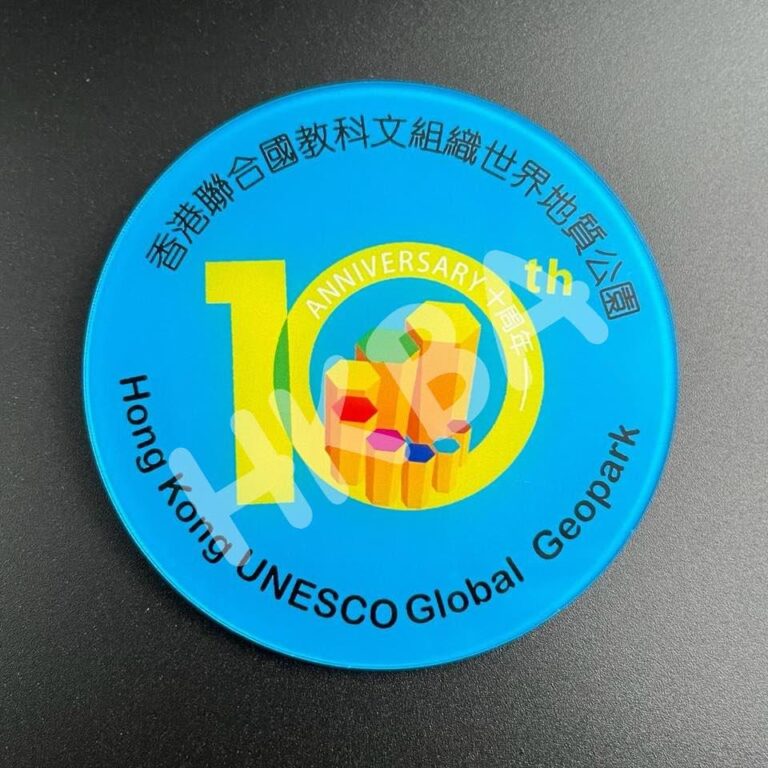 香港聯合國教科文組織世界地質公園
10th
ANNIVERSARY 十周年
Hong Kong UNESCO Global Geopark
HKBA